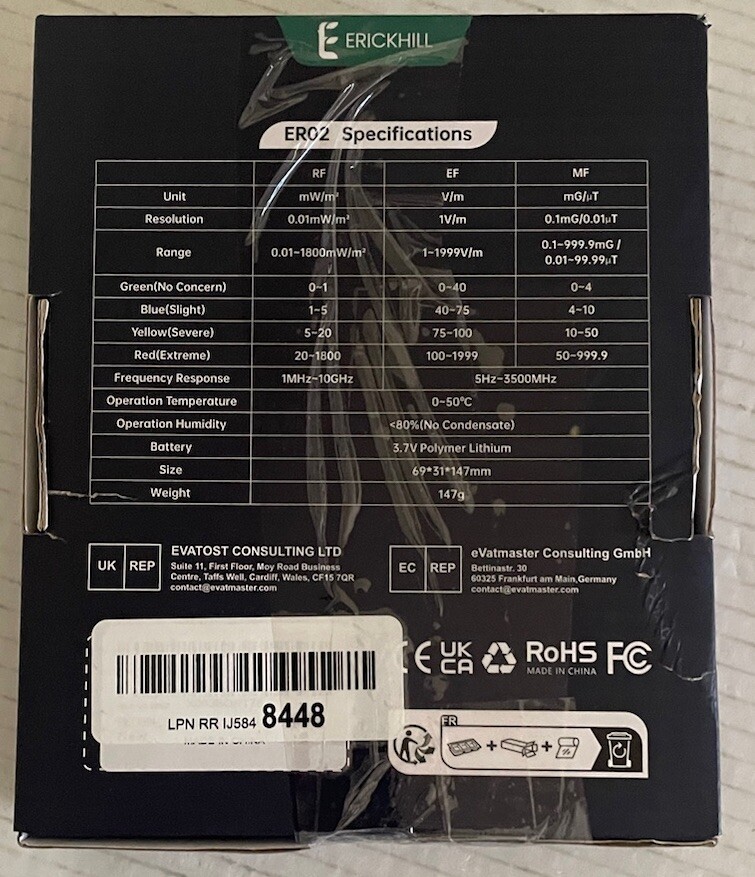 ERICKHILL
ER02 Specifications
RF EF MF
Unit mW/m² V/m mG/μT
Resolution 0.01mW/m² 1V/m 0.1mG/0.01μT
Range 0.01~1800mW/m² 1~1999V/m 0.1~999.9mG / 0.01~99.99μT
Green(No Concern) 0~1 0~40 0~4
Blue(Slight) 1~5 40~75 4~10
Yellow(Severe) 5~20 75~100 10~50
Red(Extreme) 20~1800 100~1999 50~999.9
Frequency Response 1MHz~10GHz 5Hz~3500MHz
Operation Temperature 0~50°C
Operation Humidity <80%(No Condensate)
Battery 3.7V Polymer Lithium
Size 69*31*147mm
Weight 147g
UK REP
EVATOST CONSULTING LTD
Suite 11, First Floor, Moy Road Business
Centre, Taffs Well, Cardiff, Wales, CF15 7QR
contact@evatmaster.com
EC REP
eVatmaster Consulting GmbH
Bettinastr. 30
60325 Frankfurt am Main,Germany
contact@evatmaster.com
CE UK CA RoHS FC
MADE IN CHINA
LPN RR IJ584 8448
MADE IN CHINA
FR